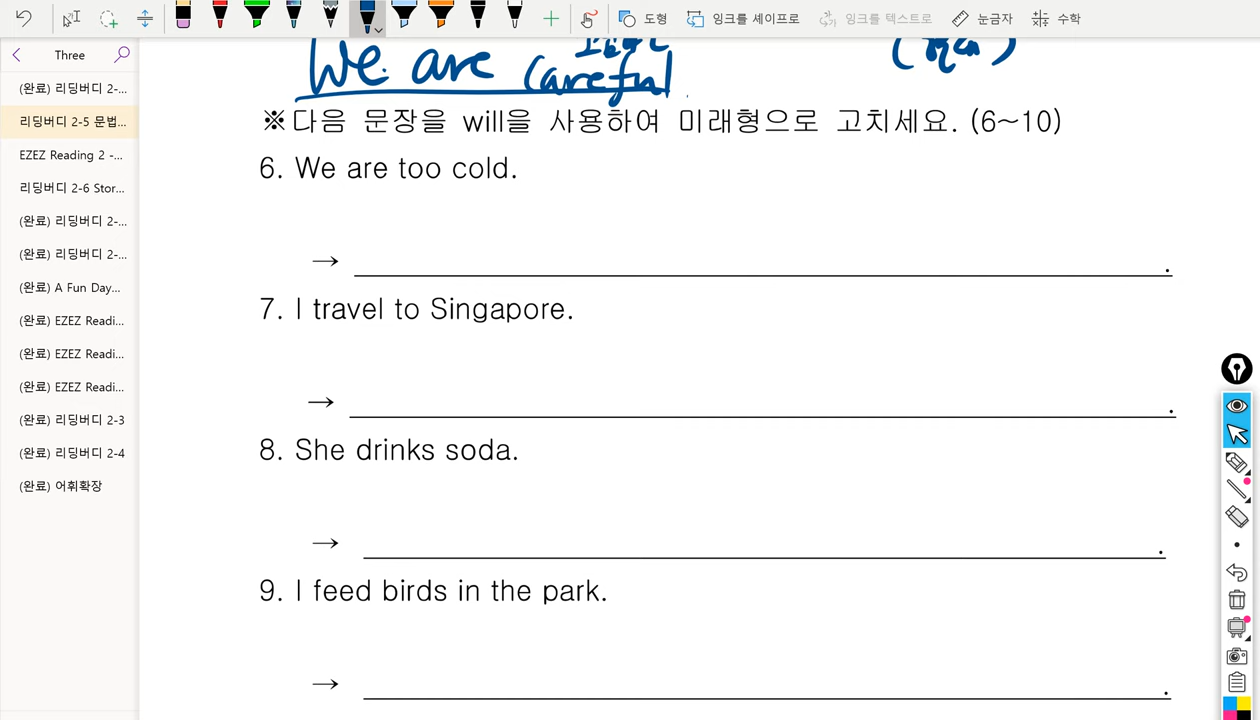 도형
잉크를 셰이프로
잉크를 텍스트로
눈금자
수학
Three
(완료) 리딩버디 2-...
리딩버디 2-5 문법...
EZEZ Reading 2 -...
리딩버디 2-6 Stor...
(완료) 리딩버디 2-...
(완료) 리딩버디 2-...
(완료) A Fun Day...
(완료) EZEZ Readi...
(완료) EZEZ Readi...
(완료) EZEZ Readi...
(완료) 리딩버디 2-3
(완료) 리딩버디 2-4
(완료) 어휘확장
We are careful
※다음 문장을 will을 사용하여 미래형으로 고치세요. (6~10)
6. We are too cold.
→ .
7. I travel to Singapore.
→ .
8. She drinks soda.
→ .
9. I feed birds in the park.
→ .